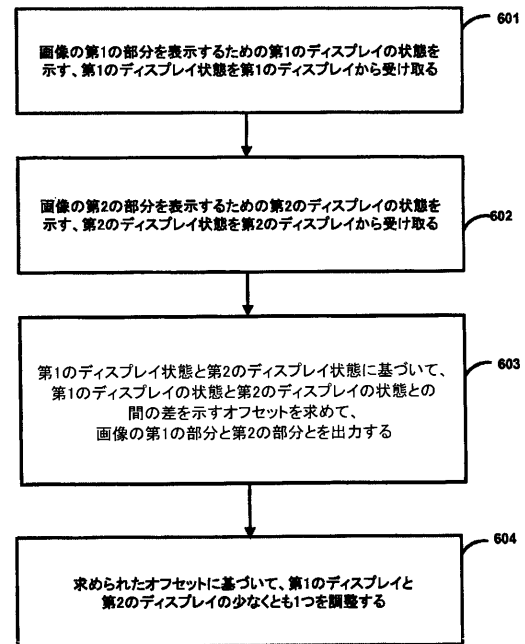 601
画像の第1の部分を表示するための第1のディスプレイの状態を
示す、第1のディスプレイ状態を第1のディスプレイから受け取る
画像の第2の部分を表示するための第2のディスプレイの状態を
示す、第2のディスプレイ状態を第2のディスプレイから受け取る
602
第1のディスプレイ状態と第2のディスプレイ状態に基づいて、
第1のディスプレイの状態と第2のディスプレイの状態との
間の差を示すオフセットを求めて、
画像の第1の部分と第2の部分とを出力する
603
604
求められたオフセットに基づいて、第1のディスプレイと
第2のディスプレイの少なくとも1つを調整する